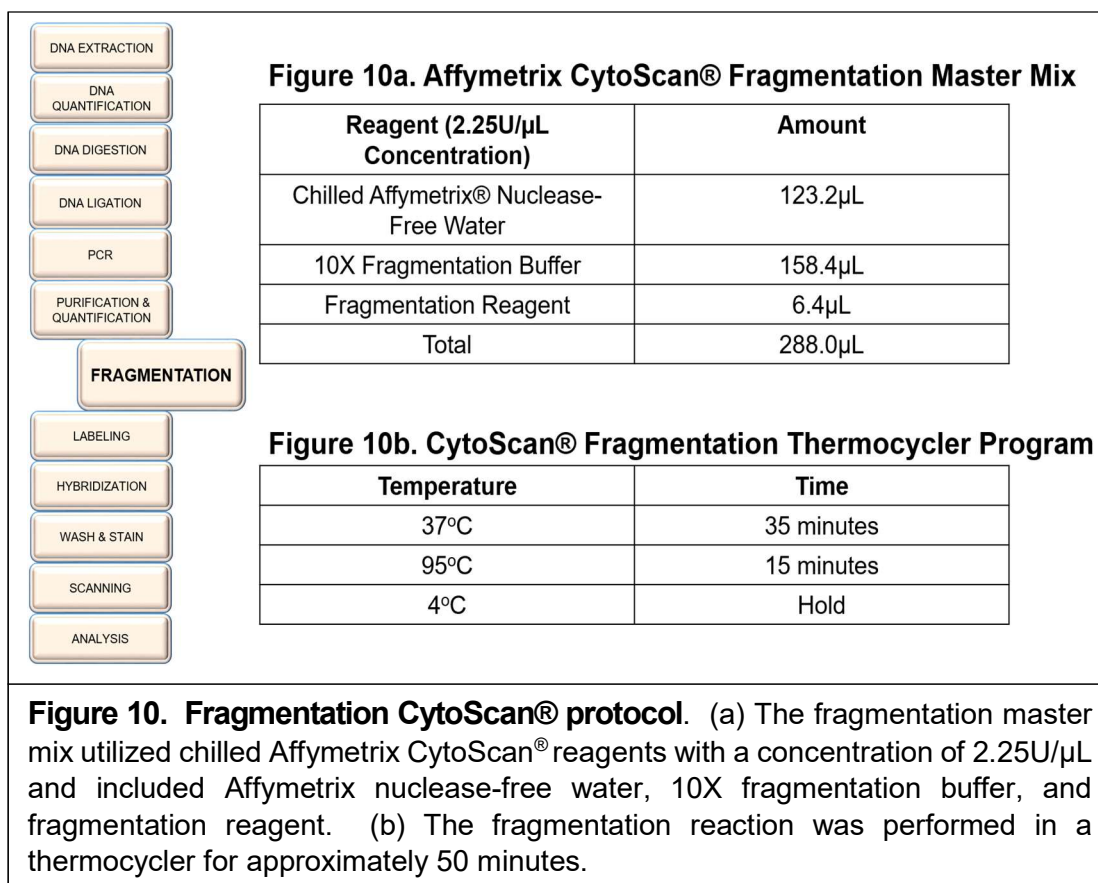 DNA EXTRACTION
DNA
QUANTIFICATION
DNA DIGESTION
DNA LIGATION
PCR
PURIFICATION &
QUANTIFICATION
FRAGMENTATION
LABELING
HYBRIDIZATION
WASH & STAIN
SCANNING
ANALYSIS
Figure 10a. Affymetrix CytoScan® Fragmentation Master Mix
Reagent (2.25U/µL
Concentration)
Amount
Chilled Affymetrix® Nuclease-
Free Water
123.2µL
10X Fragmentation Buffer
158.4µL
Fragmentation Reagent
6.4µL
Total
288.0µL
Figure 10b. CytoScan® Fragmentation Thermocycler Program
Temperature
Time
37ºC
35 minutes
95ºC
15 minutes
4ºC
Hold
Figure 10. Fragmentation CytoScan® protocol. (a) The fragmentation master
mix utilized chilled Affymetrix CytoScan® reagents with a concentration of 2.25U/µL
and included Affymetrix nuclease-free water, 10X fragmentation buffer, and
fragmentation reagent. (b) The fragmentation reaction was performed in a
thermocycler for approximately 50 minutes.